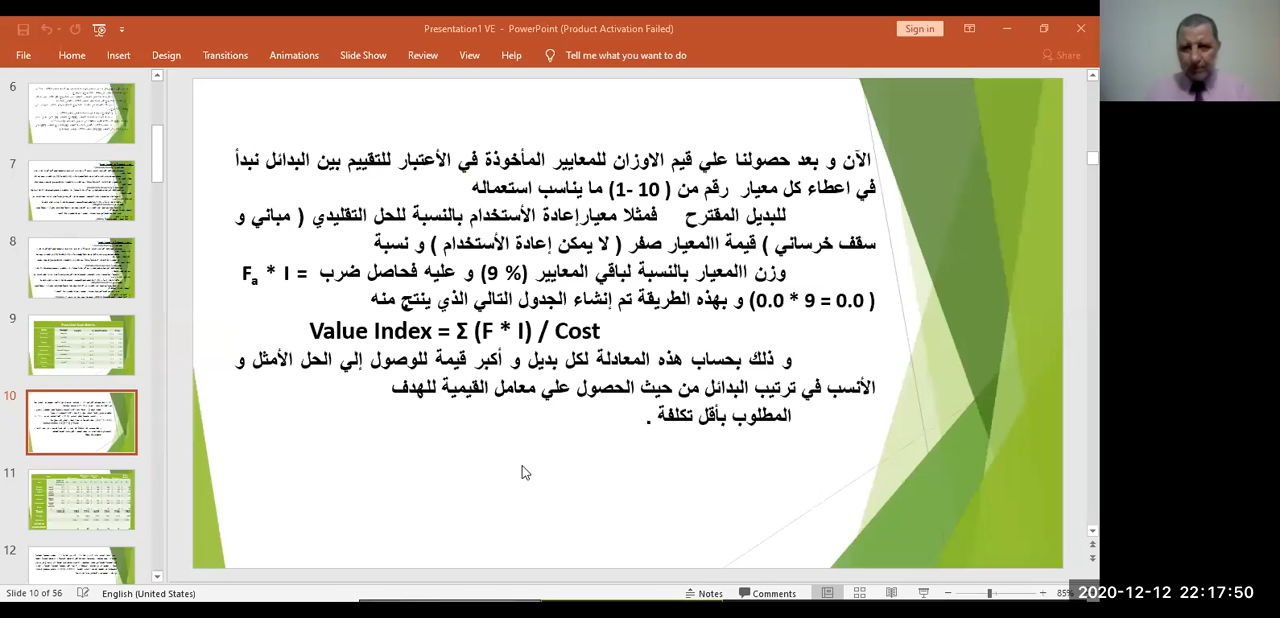 Presentation1 VE - PowerPoint (Product Activation Failed)
Sign in
File Home Insert Design Transitions Animations Slide Show Review View Help Tell me what you want to do Share
6
7
8
9
10
11
12
الآن و بعد حصولنا علي قيم الاوزان للمعايير المأخوذة في الأعتبار للتقييم بين البدائل نبدأ
في اعطاء كل معيار رقم من ( 10 -1) ما يناسب استعماله
للبديل المقترح فمثلا معيارإعادة الأستخدام بالنسبة للحل التقليدي ( مباني و
سقف خرساني ) قيمة االمعيار صفر ( لا يمكن إعادة الأستخدام ) و نسبة
وزن االمعيار بالنسبة لباقي المعايير (% 9) و عليه فحاصل ضرب = Fa * I
( 0.0 = 9 * 0.0) و بهذه الطريقة تم إنشاء الجدول التالي الذي ينتج منه
Value Index = Σ (F * I) / Cost
و ذلك بحساب هذه المعادلة لكل بديل و أكبر قيمة للوصول إلي الحل الأمثل و
الأنسب في ترتيب البدائل من حيث الحصول علي معامل القيمية للهدف
المطلوب بأقل تكلفة .
Slide 10 of 56 English (United States) Notes Comments 85%
2020-12-12 22:17:50